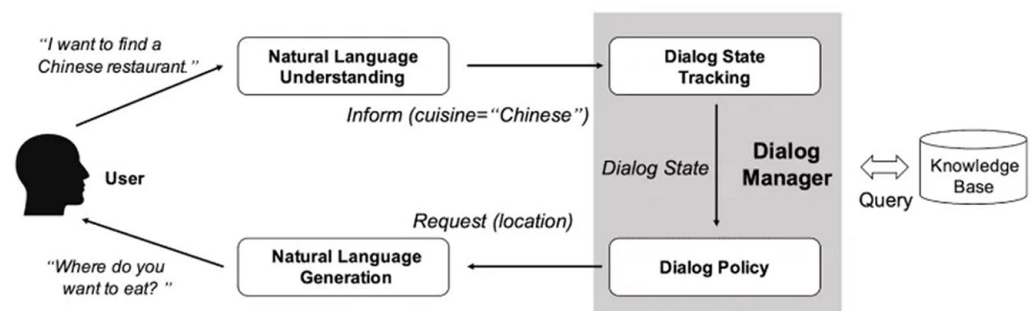 “I want to find a
Chinese restaurant.”
Natural Language
Understanding
Dialog State
Tracking
Inform (cuisine=“Chinese”)
User
Dialog State
Dialog
Manager
Query
Knowledge
Base
Request (location)
“Where do you
want to eat? ”
Natural Language
Generation
Dialog Policy